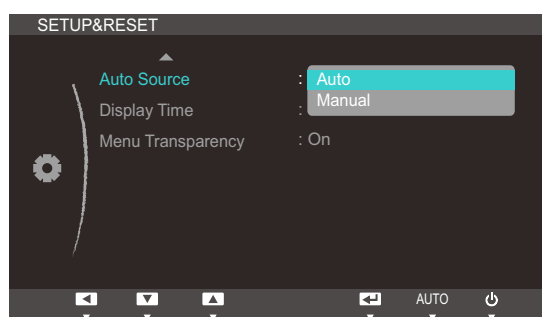 SETUP&RESET
Auto Source : Auto
Manual
Display Time :
Menu Transparency : On
AUTO